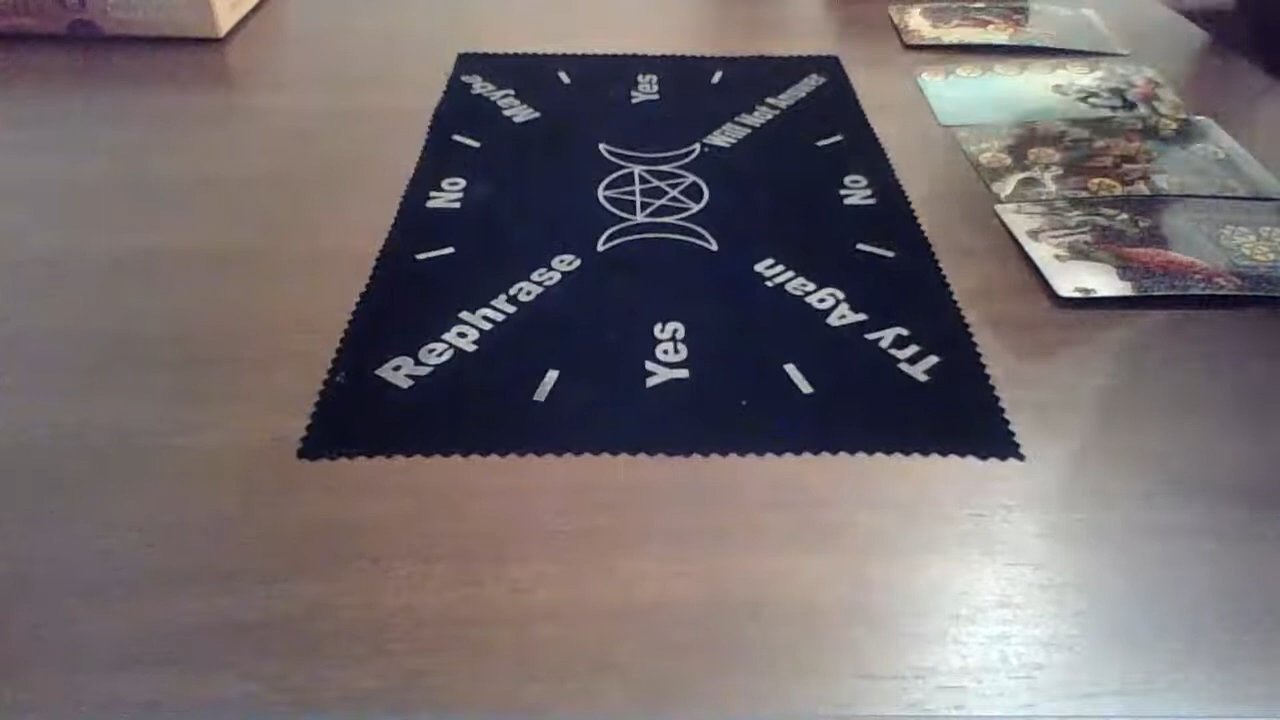 Maybe
Yes
Will Not Answer
No
No
Rephrase
Yes
Try Again